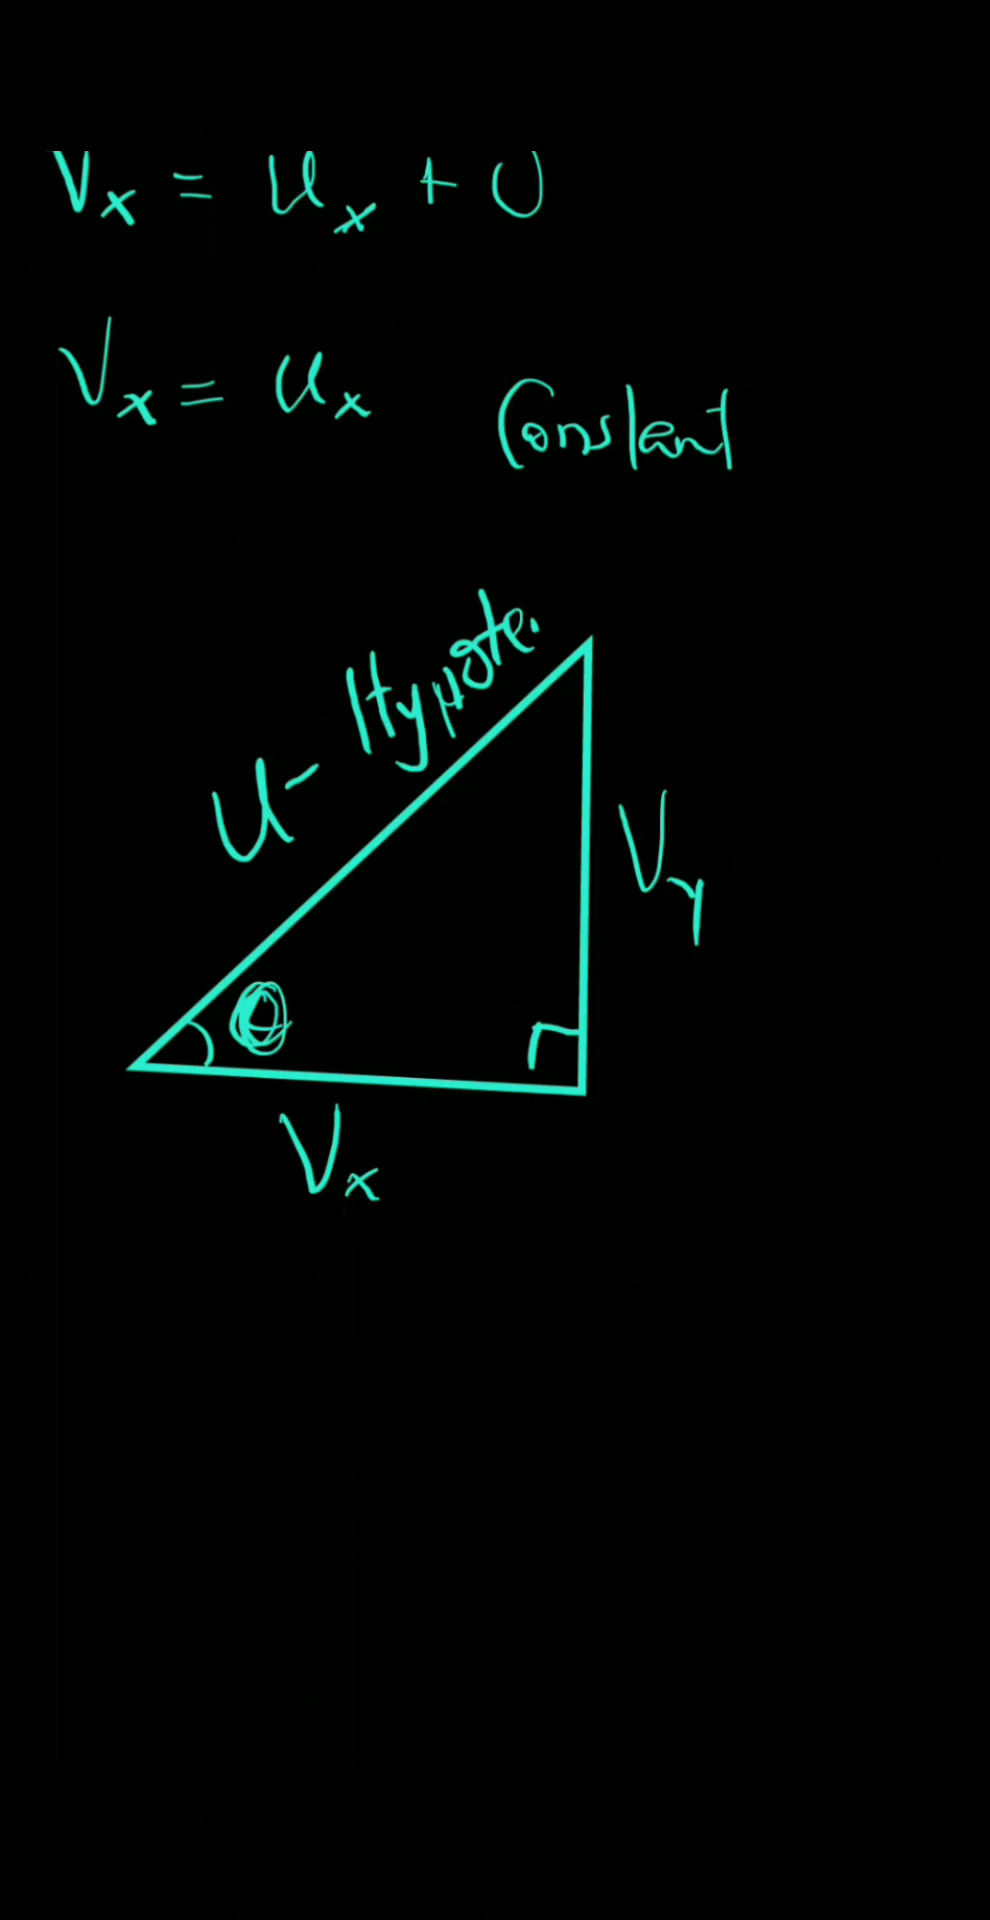 Vx = Ux + 0
Vx = Ux Constant
U - Hypote.
Vy
θ
Vx